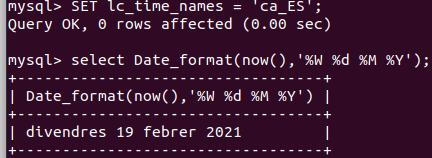 mysql> SET lc_time_names = 'ca_ES';
Query OK, 0 rows affected (0.00 sec)
mysql> select Date_format(now(),'%W %d %M %Y');
+----------------------------------+
| Date_format(now(),'%W %d %M %Y') |
+----------------------------------+
| divendres 19 febrer 2021         |
+----------------------------------+